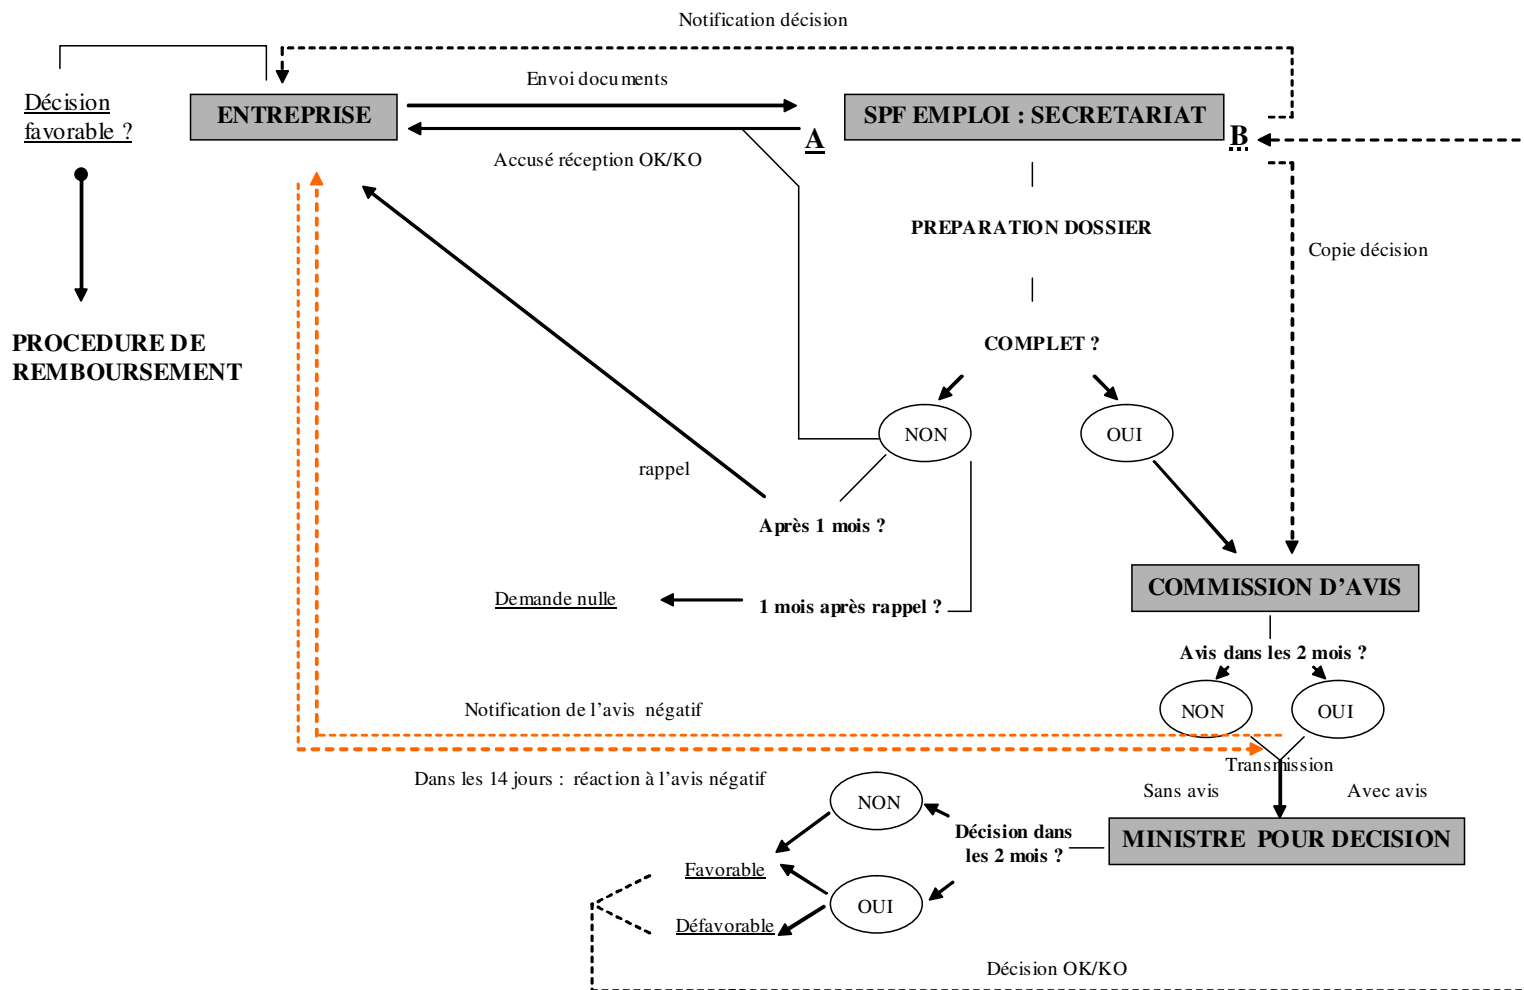 Notification décision
Envoi documents
Décision
favorable ?
ENTREPRISE
SPF EMPLOI : SECRETARIAT
A
B
Accusé réception OK/KO
PREPARATION DOSSIER
Copie décision
PROCEDURE DE
REMBOURSEMENT
COMPLET ?
NON
OUI
rappel
Après 1 mois ?
COMMISSION D’AVIS
Demande nulle
1 mois après rappel ?
Avis dans les 2 mois ?
NON
OUI
Notification de l’avis négatif
Transmission
Dans les 14 jours : réaction à l’avis négatif
Sans avis
Avec avis
NON
Décision dans
les 2 mois ?
MINISTRE POUR DECISION
Favorable
OUI
Défavorable
Décision OK/KO